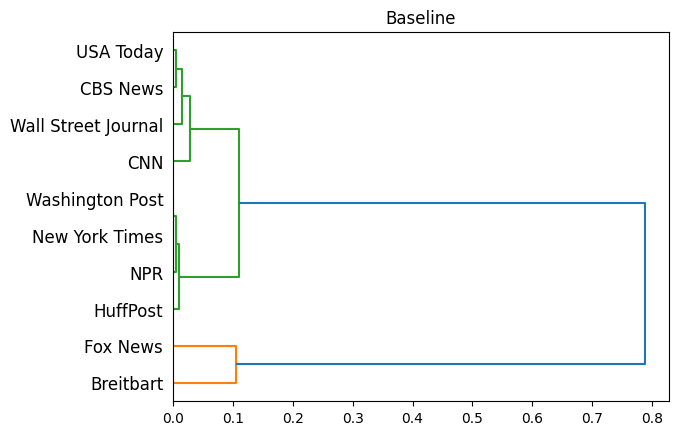 Baseline
USA Today
CBS News
Wall Street Journal
CNN
Washington Post
New York Times
NPR
HuffPost
Fox News
Breitbart
0.0 0.1 0.2 0.3 0.4 0.5 0.6 0.7 0.8